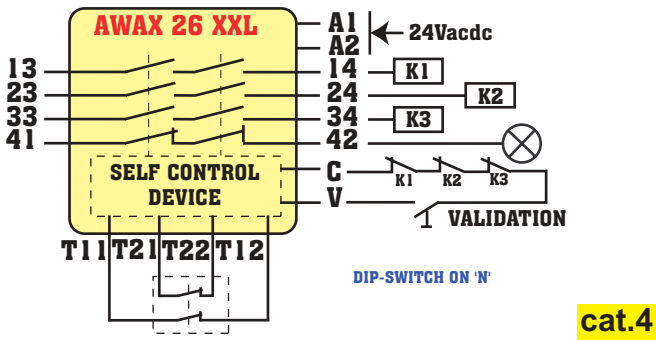 AWAX 26 XXL
A1
A2
24Vacdc
13
14
K1
23
24
K2
33
34
K3
41
42
SELF CONTROL
DEVICE
C
K1 K2 K3
V
VALIDATION
T11 T21 T22 T12
DIP-SWITCH ON 'N'
cat.4